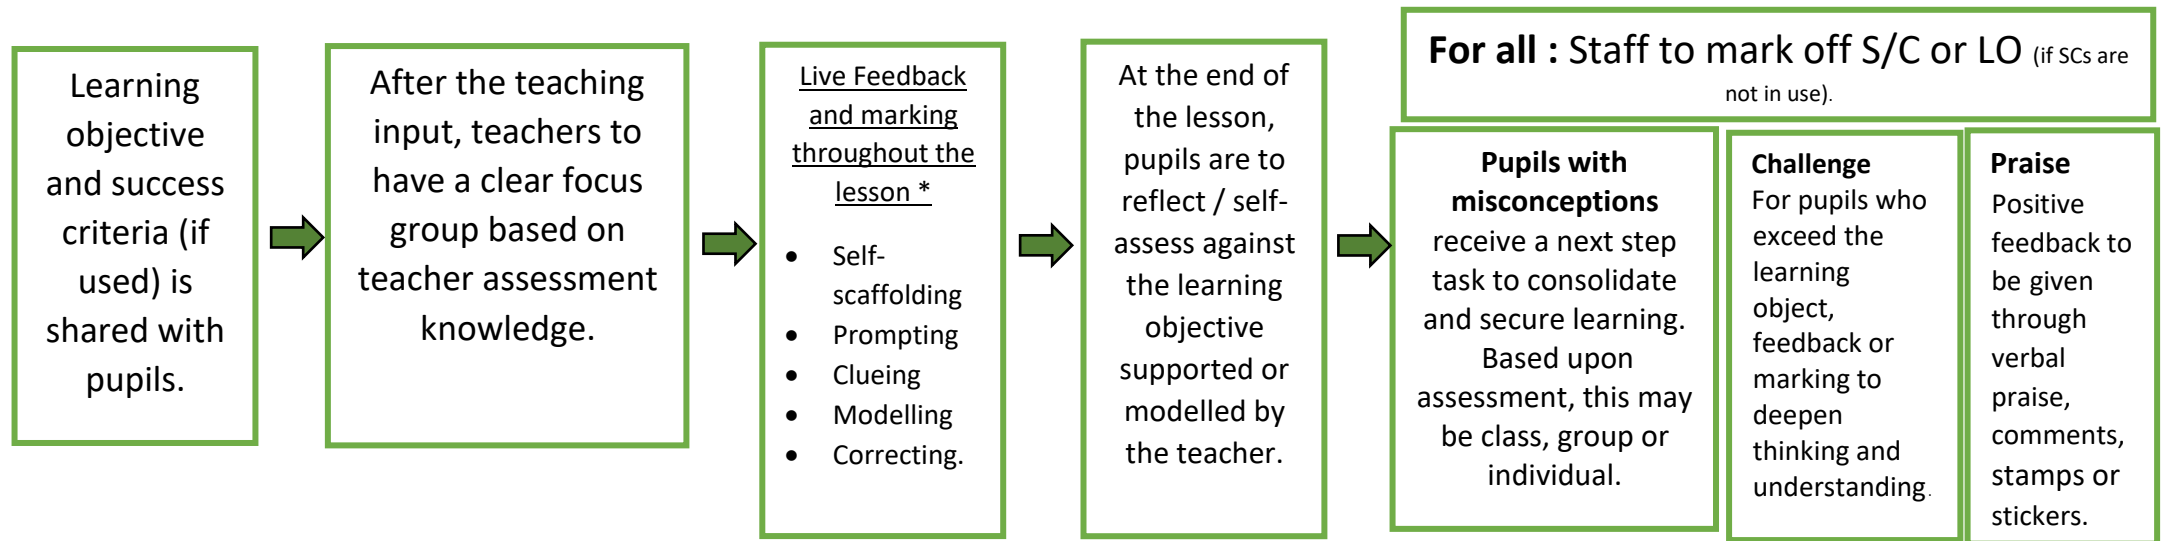 Learning
objective
and success
criteria (if
used) is
shared with
pupils.
After the teaching
input, teachers to
have a clear focus
group based on
teacher assessment
knowledge.
Live Feedback
and marking
throughout the
lesson *
• Self-
scaffolding
• Prompting
• Clueing
• Modelling
• Correcting.
At the end of
the lesson,
pupils are to
reflect / self-
assess against
the learning
objective
supported or
modelled by
the teacher.
For all : Staff to mark off S/C or LO (if SCs are
not in use).
Pupils with
misconceptions
receive a next step
task to consolidate
and secure learning.
Based upon
assessment, this may
be class, group or
individual.
Challenge
For pupils who
exceed the
learning
object,
feedback or
marking to
deepen
thinking and
understanding.
Praise
Positive
feedback to
be given
through
verbal
praise,
comments,
stamps or
stickers.